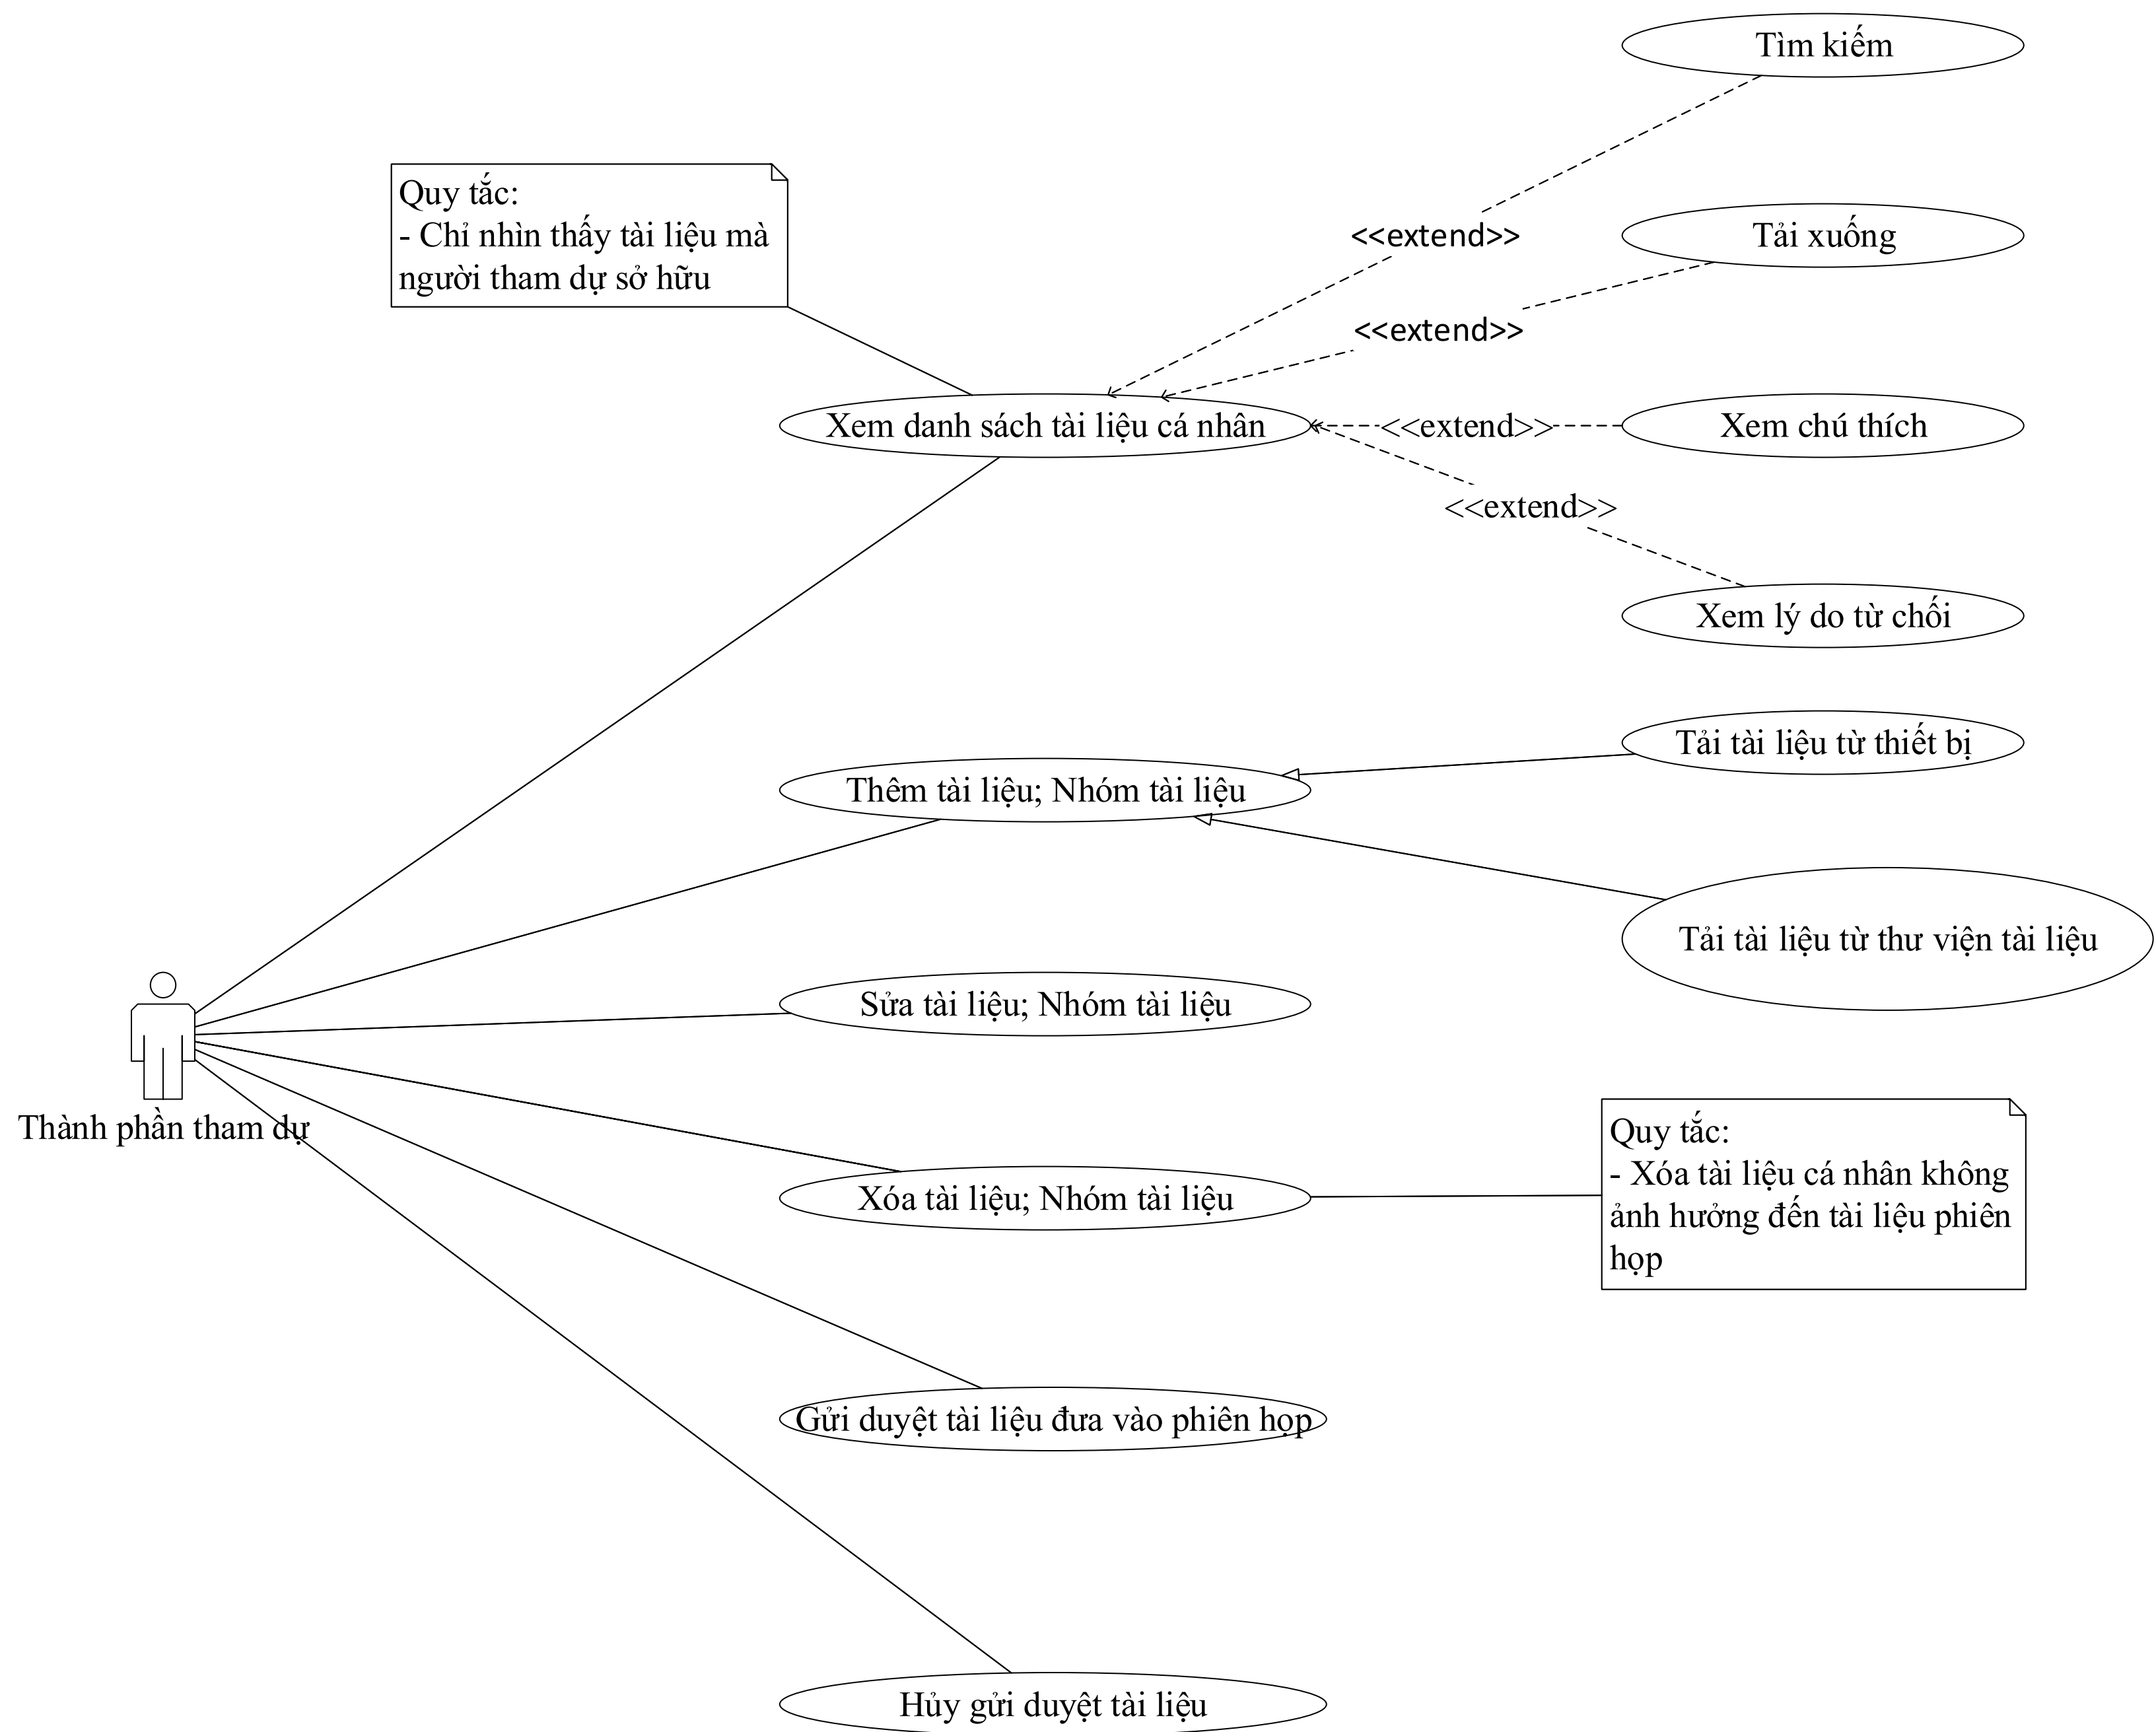 Tìm kiếm
Quy tắc:
- Chỉ nhìn thấy tài liệu mà
người tham dự sở hữu
<<extend>>
Tải xuống
<<extend>>
Xem danh sách tài liệu cá nhân
<<extend>>
Xem chú thích
<<extend>>
Xem lý do từ chối
Tải tài liệu từ thiết bị
Thêm tài liệu; Nhóm tài liệu
Tải tài liệu từ thư viện tài liệu
Sửa tài liệu; Nhóm tài liệu
Thành phần tham dự
Quy tắc:
- Xóa tài liệu cá nhân không
ảnh hưởng đến tài liệu phiên
họp
Xóa tài liệu; Nhóm tài liệu
Gửi duyệt tài liệu đưa vào phiên họp
Hủy gửi duyệt tài liệu